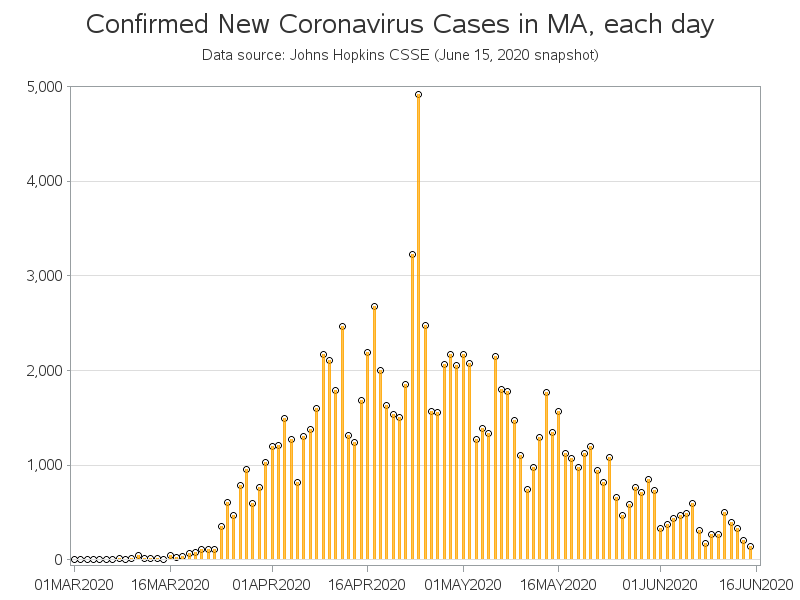 Confirmed New Coronavirus Cases in MA, each day
Data source: Johns Hopkins CSSE (June 15, 2020 snapshot)
5,000
4,000
3,000
2,000
1,000
0
01MAR2020 16MAR2020 01APR2020 16APR2020 01MAY2020 16MAY2020 01JUN2020 16JUN2020